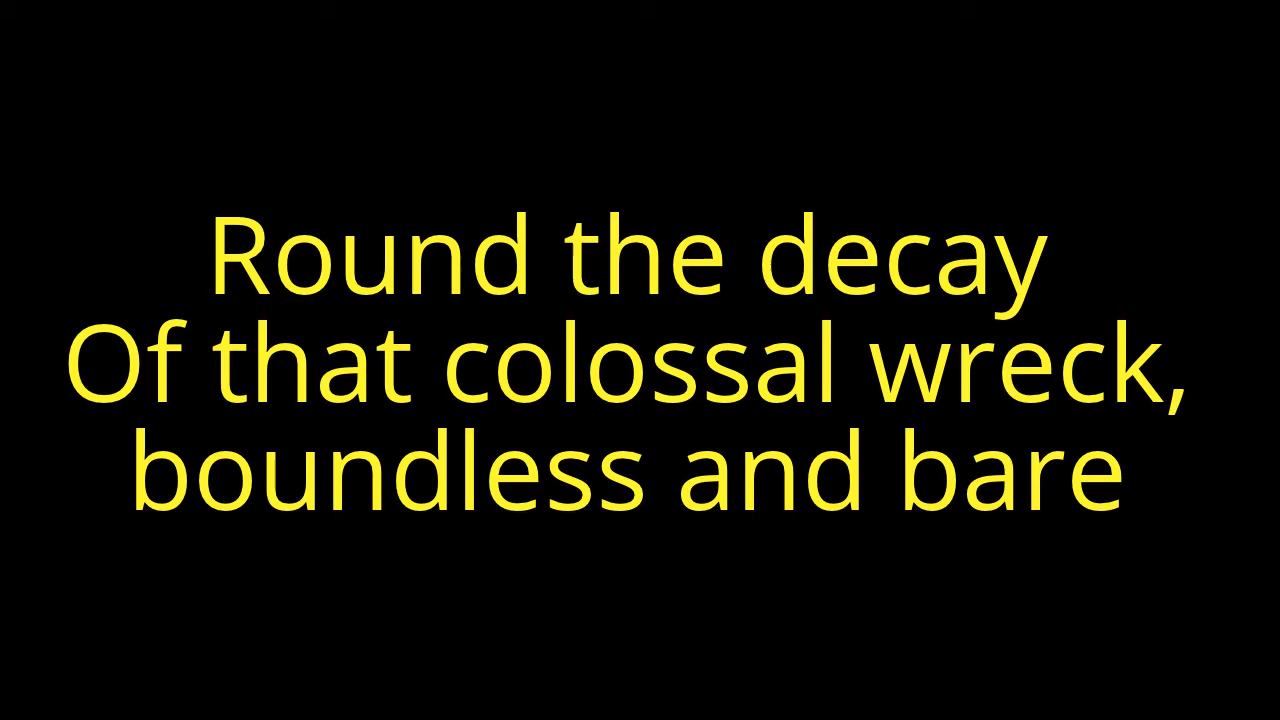 Round the decay
Of that colossal wreck,
boundless and bare